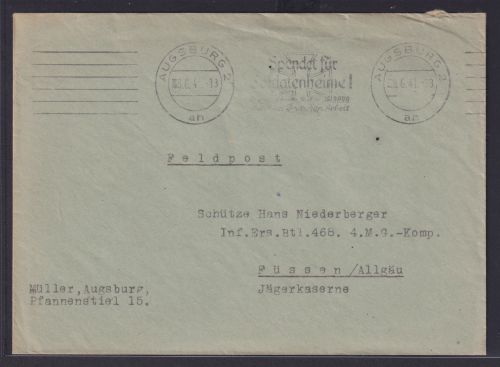 AUGSBURG 2
an
Spendet für
Soldatenheime!
AUGSBURG 2
an
Feldpost
Schütze Hans Niederberger
Inf.Ers.Btl.468. 4.M.G.-Komp.
Füssen/Allgäu
Jägerkaserne
Müller,Augsburg,
Pfannenstiel 15.